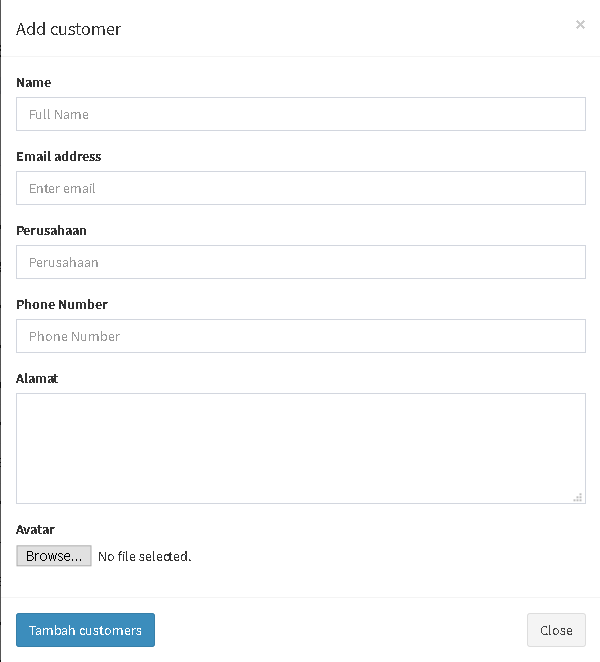 Add customer
×
Name
Full Name
Email address
Enter email
Perusahaan
Perusahaan
Phone Number
Phone Number
Alamat
Avatar
Browse... No file selected.
Tambah customers
Close